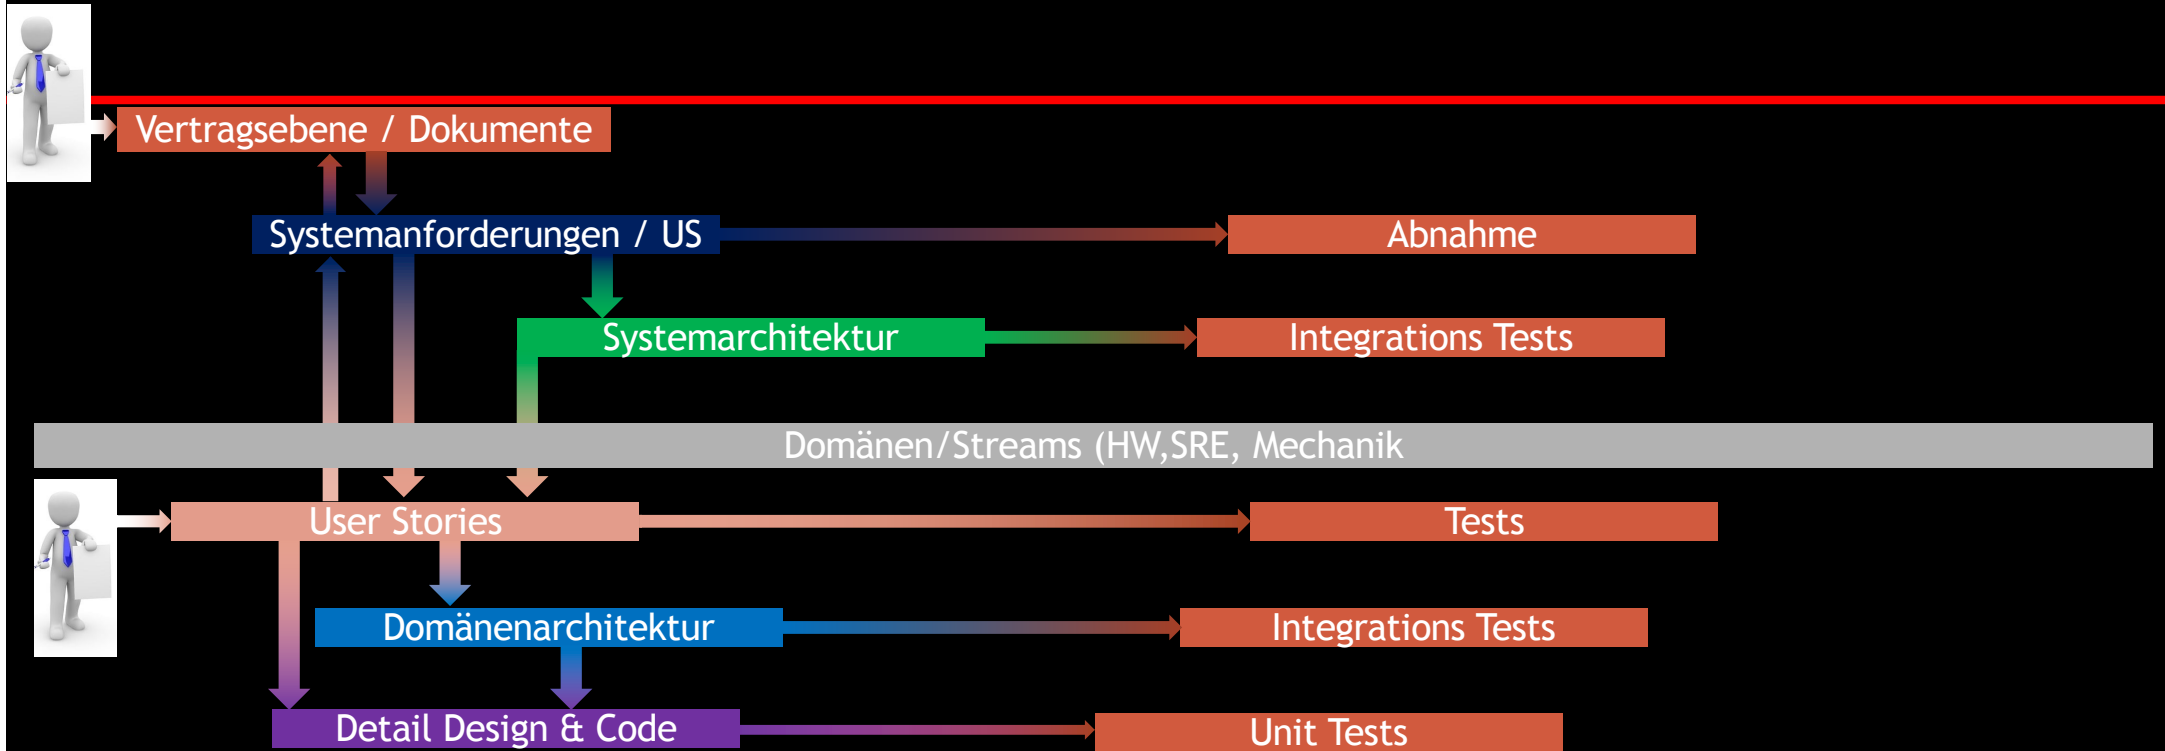 Vertragsebene / Dokumente
Systemanforderungen / US
Abnahme
Systemarchitektur
Integrations Tests
Domänen/Streams (HW,SRE, Mechanik
User Stories
Tests
Domänenarchitektur
Integrations Tests
Detail Design & Code
Unit Tests